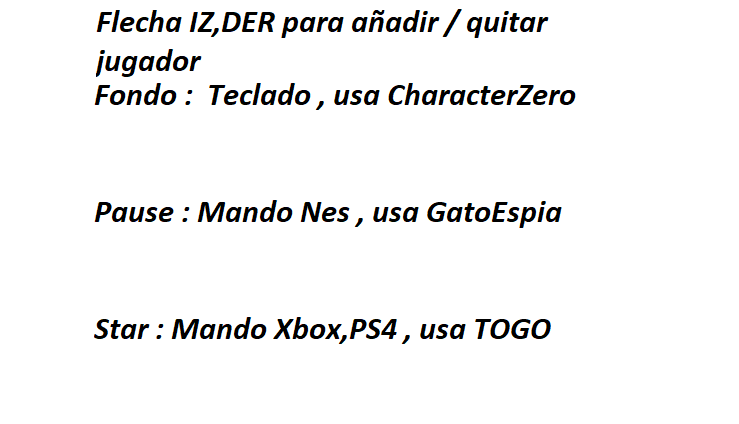 Flecha IZ,DER para añadir / quitar
jugador
Fondo :  Teclado , usa CharacterZero
Pause : Mando Nes , usa GatoEspia
Star : Mando Xbox,PS4 , usa TOGO